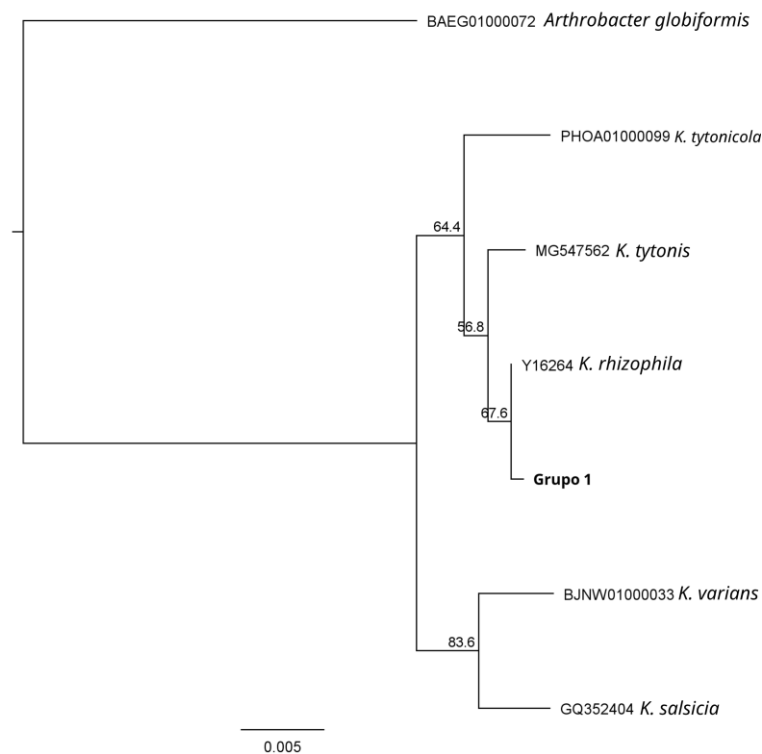 BAEG01000072 Arthrobacter globiformis
PHOA01000099 K. tytonicola
64.4
MG547562 K. tytonis
56.8
Y16264 K. rhizophila
67.6
Grupo 1
BJNW01000033 K. varians
83.6
GQ352404 K. salsicia
0.005